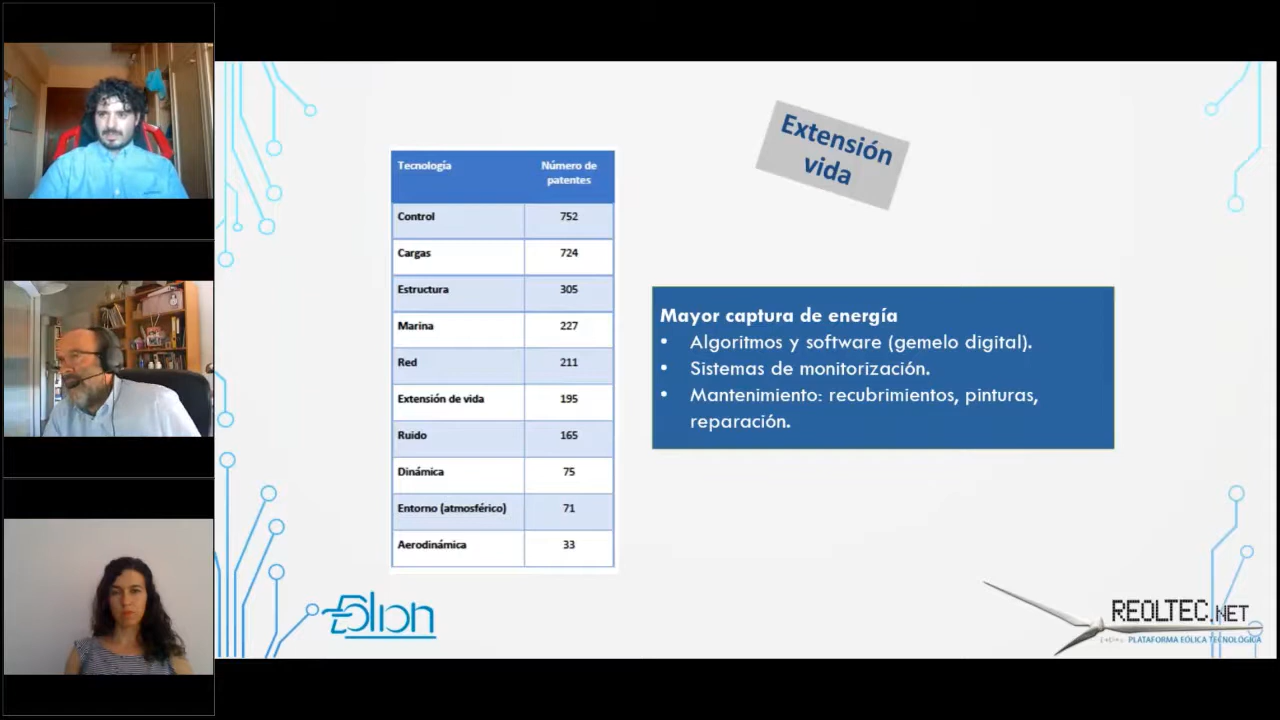 Extensión
vida
Tecnología Número de
patentes
Control 752
Cargas 724
Estructura 305
Marina 227
Red 211
Extensión de vida 195
Ruido 165
Dinámica 75
Entorno (atmosférico) 71
Aerodinámica 33
Mayor captura de energía
• Algoritmos y software (gemelo digital).
• Sistemas de monitorización.
• Mantenimiento: recubrimientos, pinturas,
reparación.
Eolion
REOLTEC.NET
PLATAFORMA EÓLICA TECNOLÓGICA